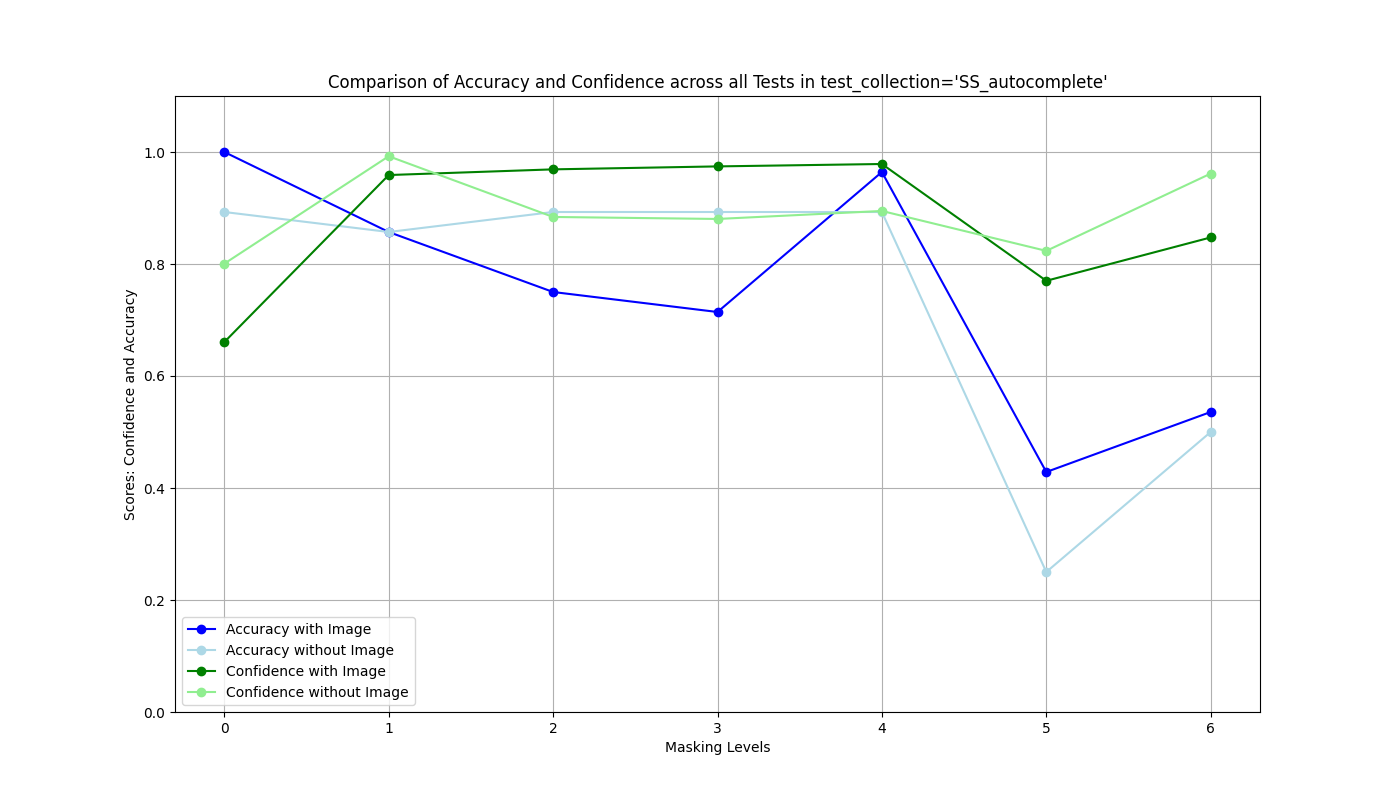 Comparison of Accuracy and Confidence across all Tests in test_collection='SS_autocomplete'
Scores: Confidence and Accuracy
1.0
0.8
0.6
0.4
0.2
0.0
Accuracy with Image
Accuracy without Image
Confidence with Image
Confidence without Image
0 1 2 3 4 5 6
Masking Levels